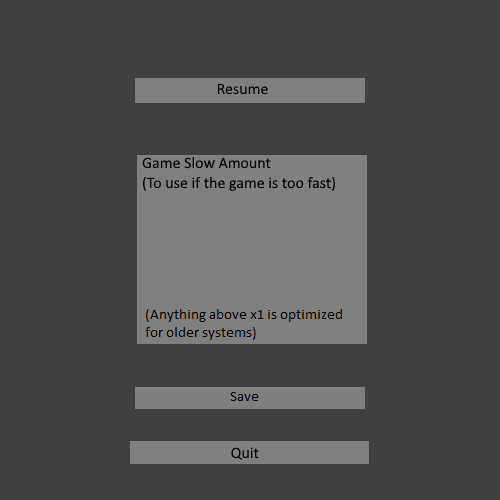 Resume
Game Slow Amount
(To use if the game is too fast)
(Anything above x1 is optimized
for older systems)
Save
Quit